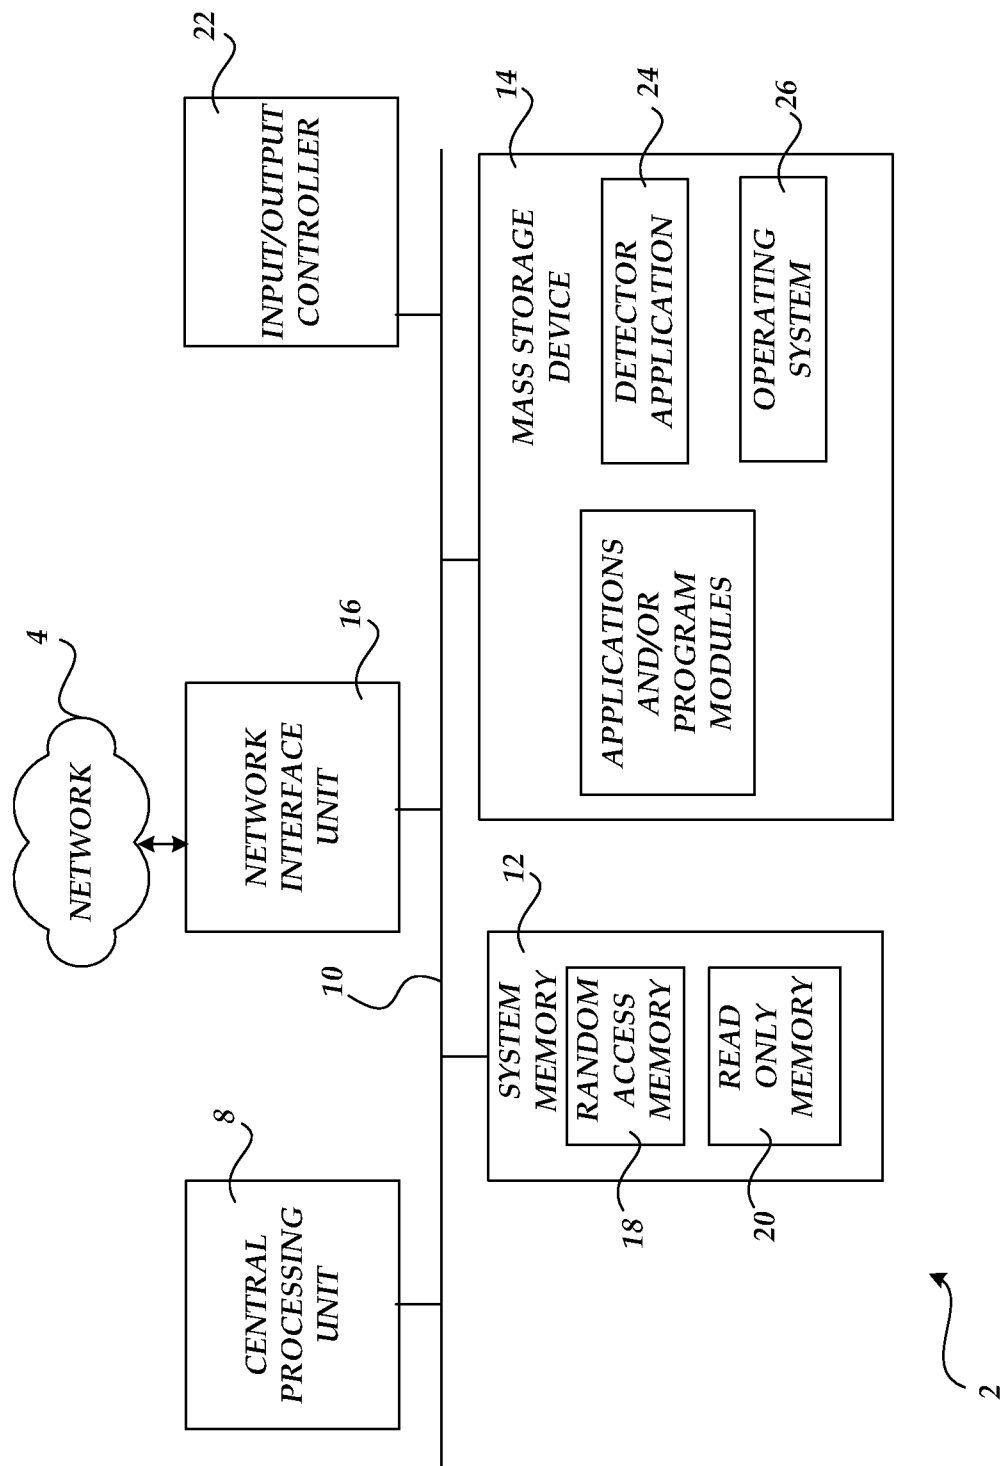 NETWORK
4
CENTRAL
PROCESSING
UNIT
8
NETWORK
INTERFACE
UNIT
16
INPUT/OUTPUT
CONTROLLER
22
10
SYSTEM
MEMORY
12
RANDOM
ACCESS
MEMORY
18
READ
ONLY
MEMORY
20
MASS STORAGE
DEVICE
14
APPLICATIONS
AND/OR
PROGRAM
MODULES
DETECTOR
APPLICATION
24
OPERATING
SYSTEM
26
2